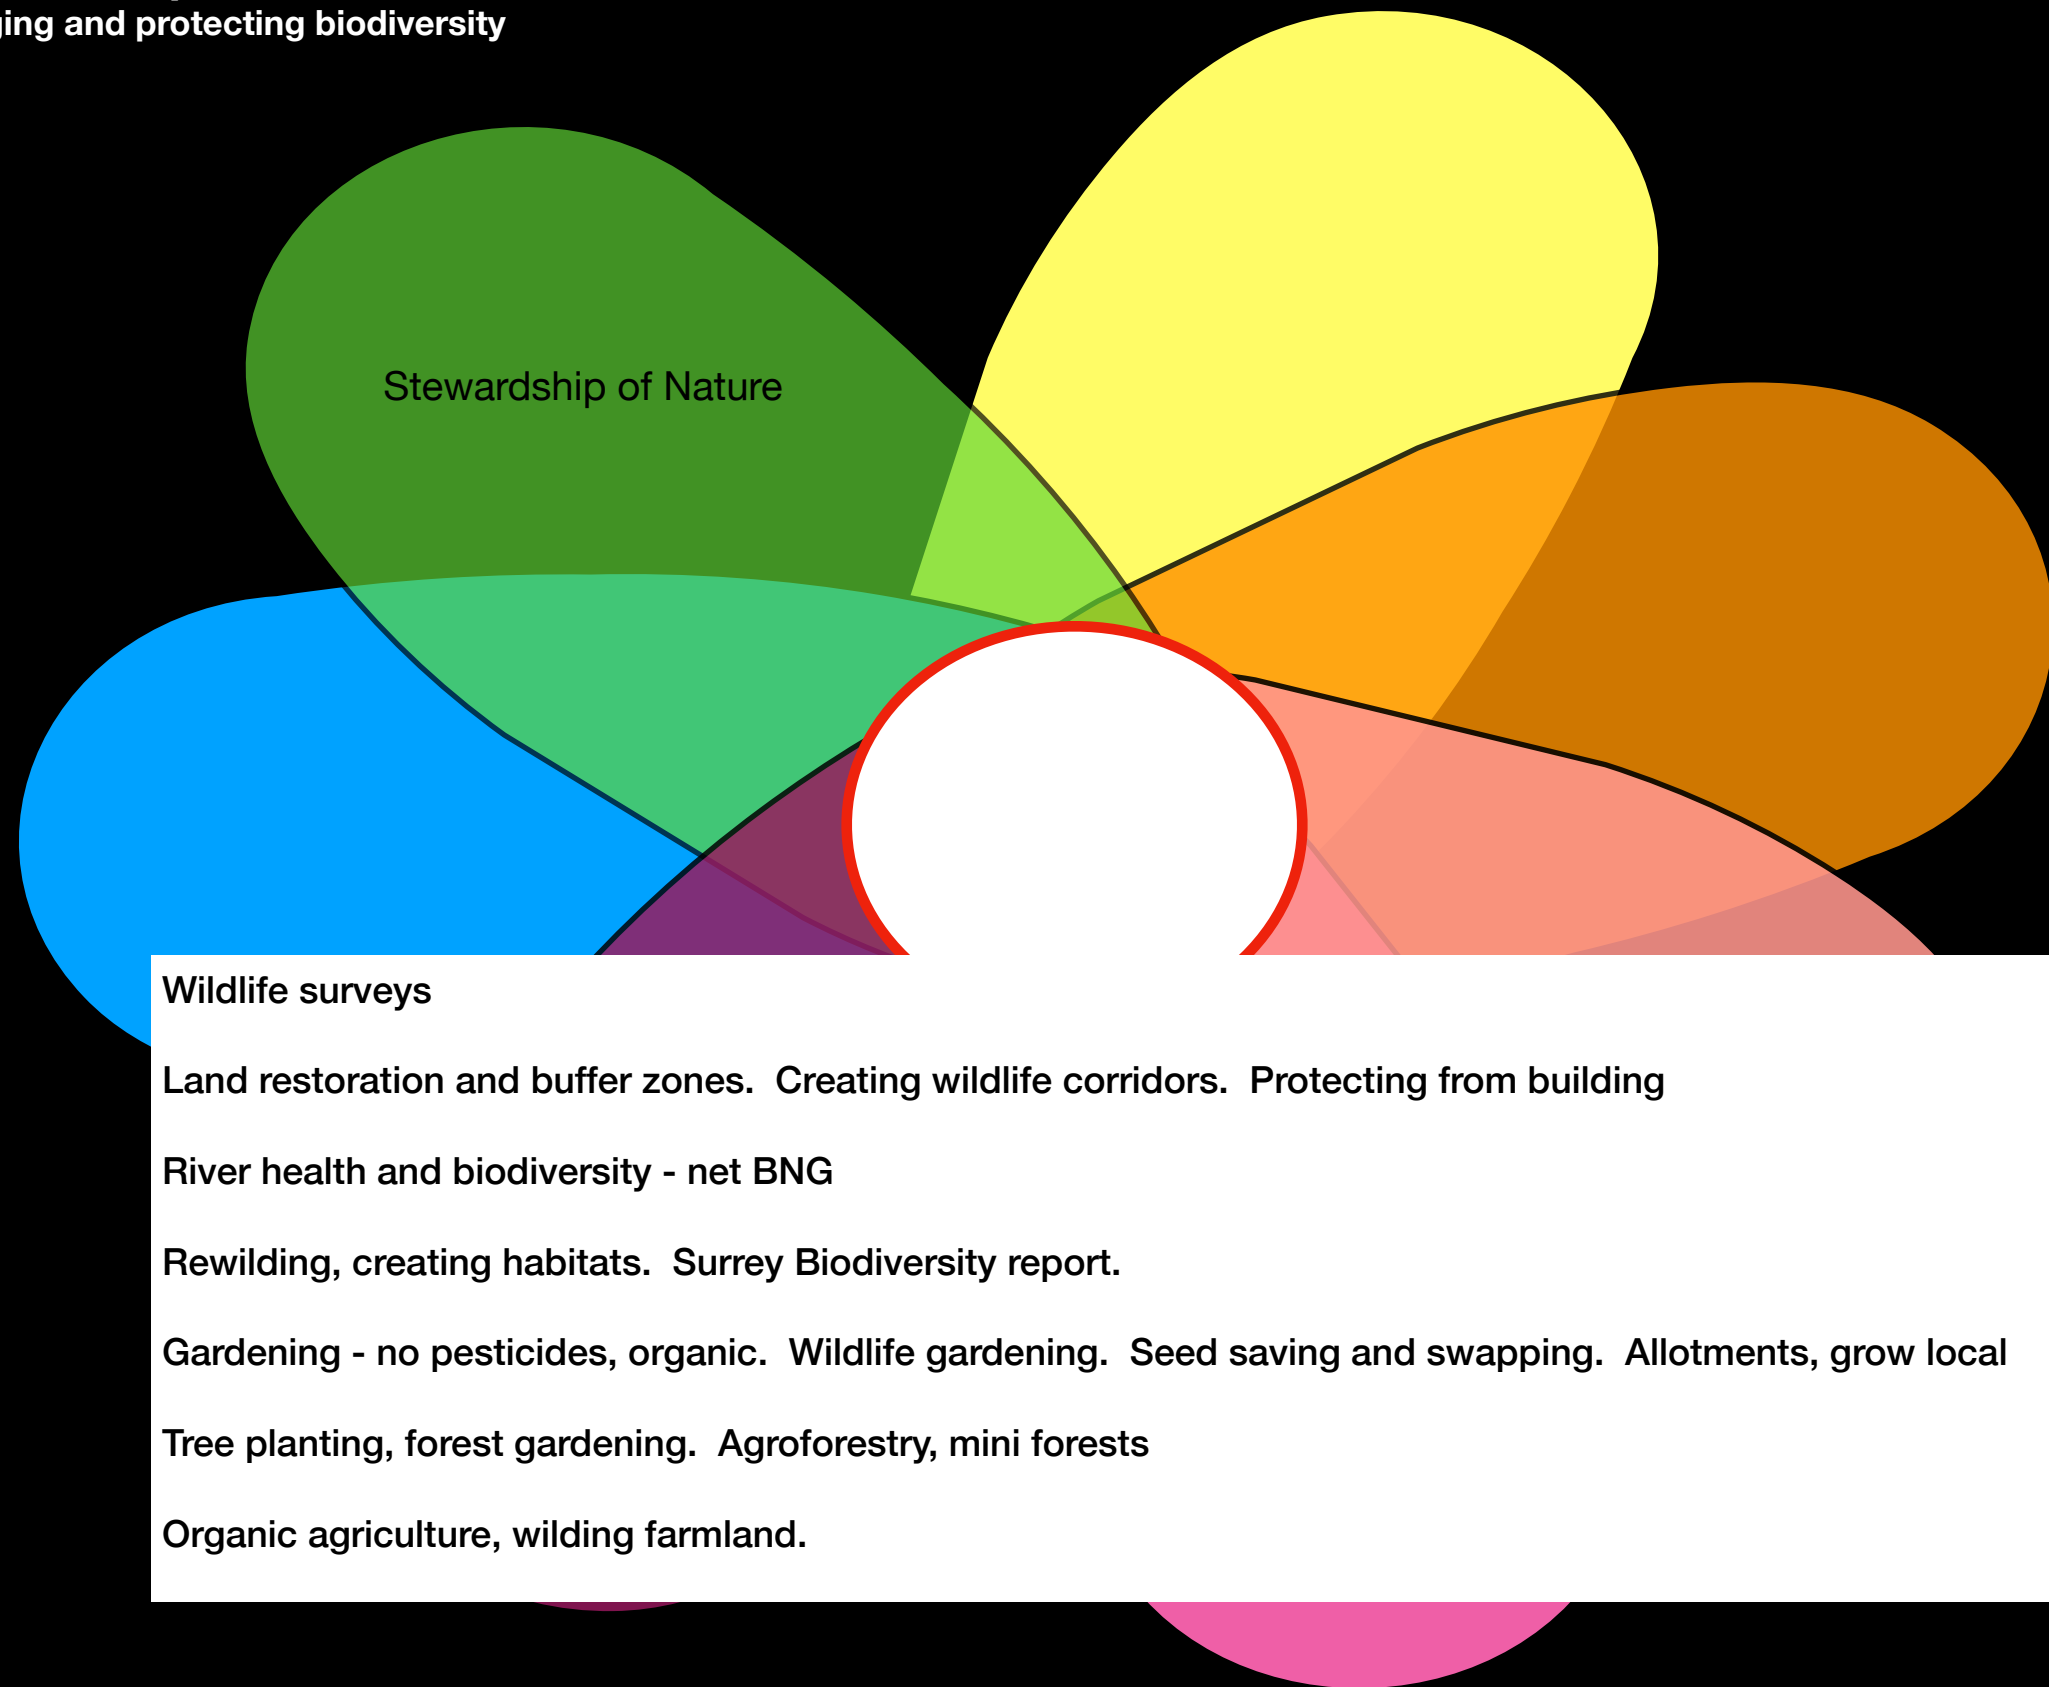 and protecting biodiversity
Stewardship of Nature
Wildlife surveys
Land restoration and buffer zones.  Creating wildlife corridors.  Protecting from building
River health and biodiversity - net BNG
Rewilding, creating habitats.  Surrey Biodiversity report.
Gardening - no pesticides, organic.  Wildlife gardening.  Seed saving and swapping.  Allotments, grow local
Tree planting, forest gardening.  Agroforestry, mini forests
Organic agriculture, wilding farmland.